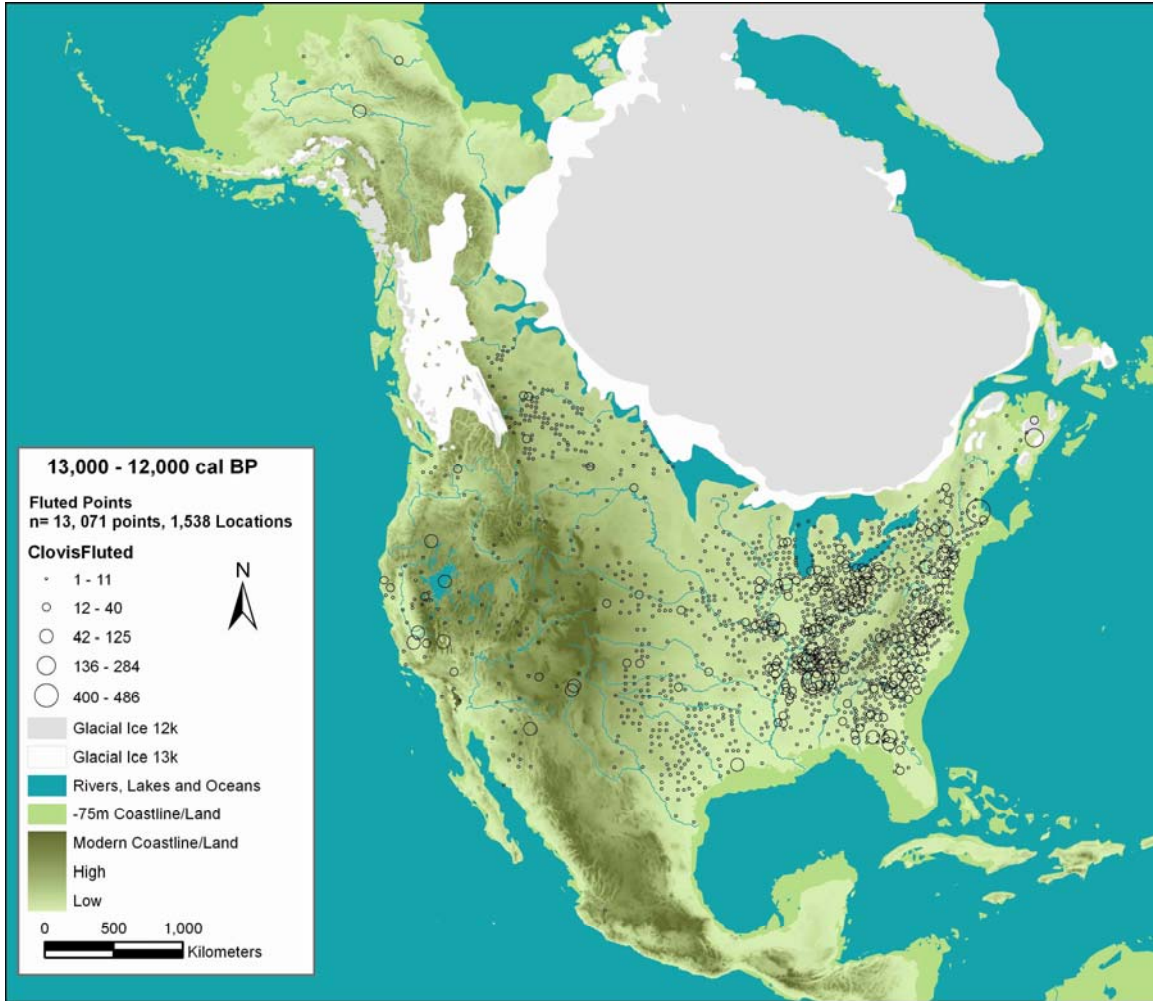 13,000 - 12,000 cal BP
Fluted Points
n= 13, 071 points, 1,538 Locations
ClovisFluted
N
1 - 11
12 - 40
42 - 125
136 - 284
400 - 486
Glacial Ice 12k
Glacial Ice 13k
Rivers, Lakes and Oceans
-75m Coastline/Land
Modern Coastline/Land
High
Low
0 500 1,000
Kilometers